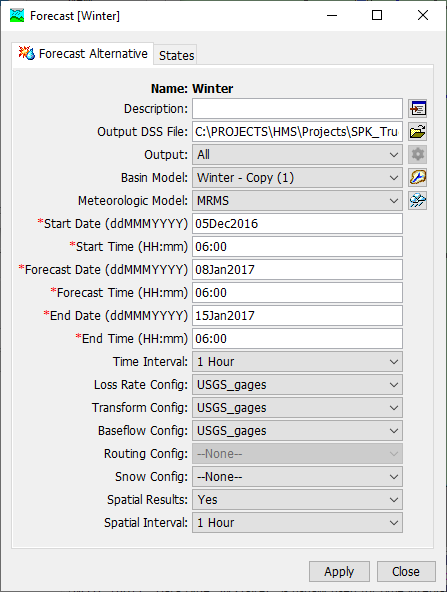 Forecast [Winter]
Forecast Alternative States
Name: Winter
Description:
Output DSS File: C:\PROJECTS\HMS\Projects\SPK_Tru
Output: All
Basin Model: Winter - Copy (1)
Meteorologic Model: MRMS
*Start Date (ddMMMYYYY) 05Dec2016
*Start Time (HH:mm) 06:00
*Forecast Date (ddMMMYYYY) 08Jan2017
*Forecast Time (HH:mm) 06:00
*End Date (ddMMMYYYY) 15Jan2017
*End Time (HH:mm) 06:00
Time Interval: 1 Hour
Loss Rate Config: USGS_gages
Transform Config: USGS_gages
Baseflow Config: USGS_gages
Routing Config: --None--
Snow Config: --None--
Spatial Results: Yes
Spatial Interval: 1 Hour
Apply Close